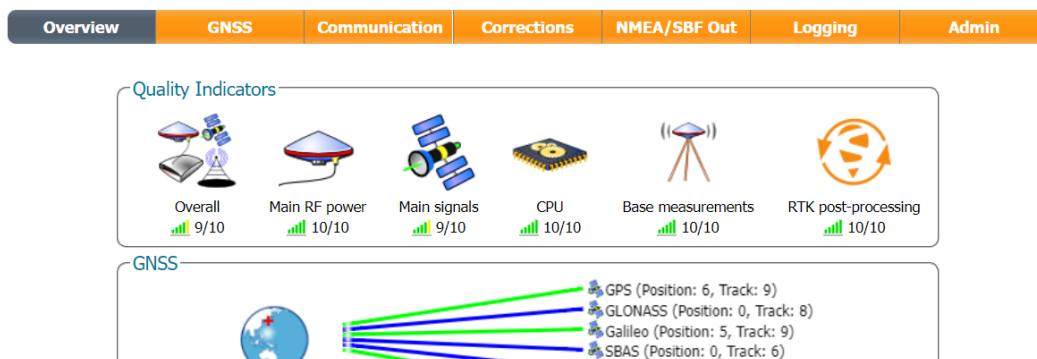 Overview GNSS Communication Corrections NMEA/SBF Out Logging Admin
Quality Indicators
Overall Main RF power Main signals CPU Base measurements RTK post-processing
9/10 10/10 9/10 10/10 10/10 10/10
GNSS
GPS (Position: 6, Track: 9)
GLONASS (Position: 0, Track: 8)
Galileo (Position: 5, Track: 9)
SBAS (Position: 0, Track: 6)